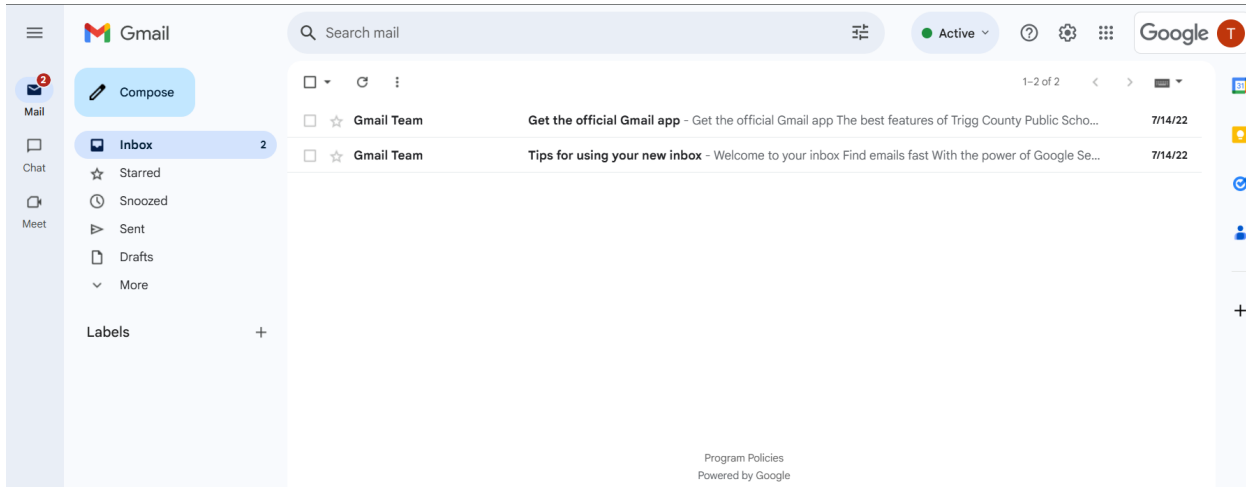 Gmail
Search mail
Active
Google T
2
Mail
Chat
Meet
Compose
Inbox 2
Starred
Snoozed
Sent
Drafts
More
Labels
1–2 of 2
Gmail Team Get the official Gmail app - Get the official Gmail app The best features of Trigg County Public Scho... 7/14/22
Gmail Team Tips for using your new inbox - Welcome to your inbox Find emails fast With the power of Google Se... 7/14/22
31
Program Policies
Powered by Google